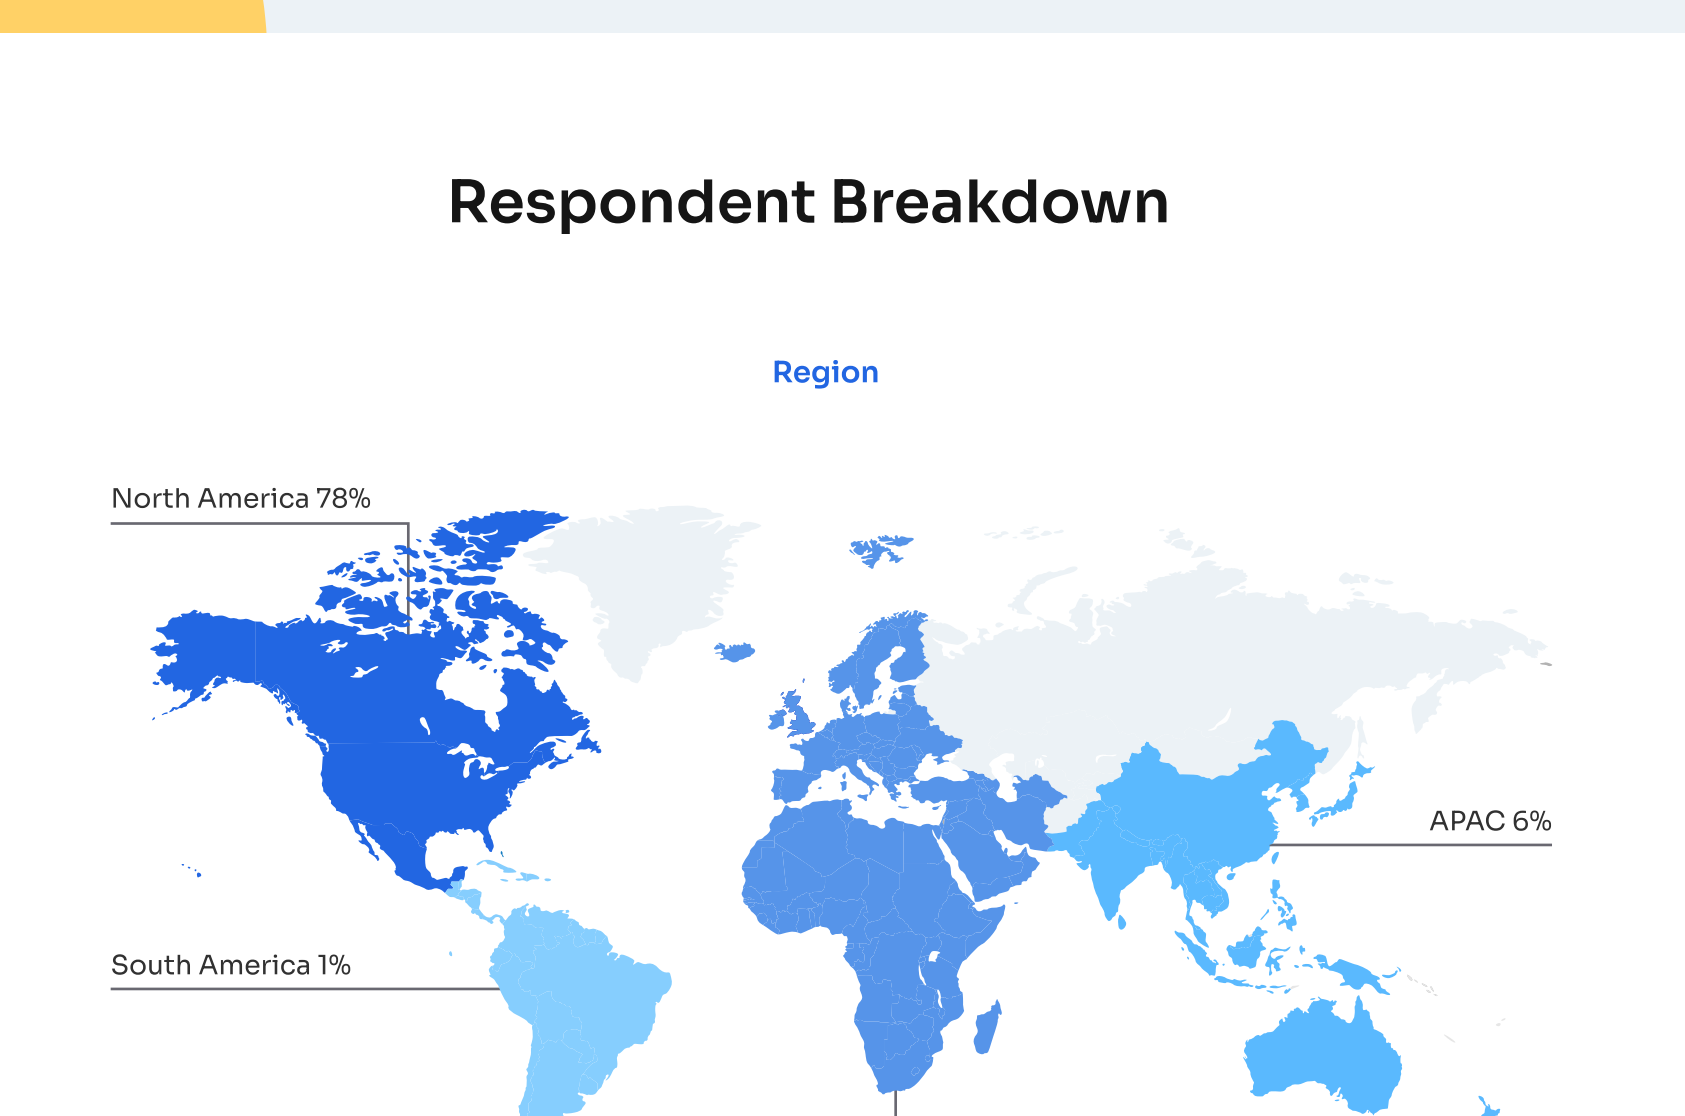 Respondent Breakdown
Region
North America 78%
APAC 6%
South America 1%